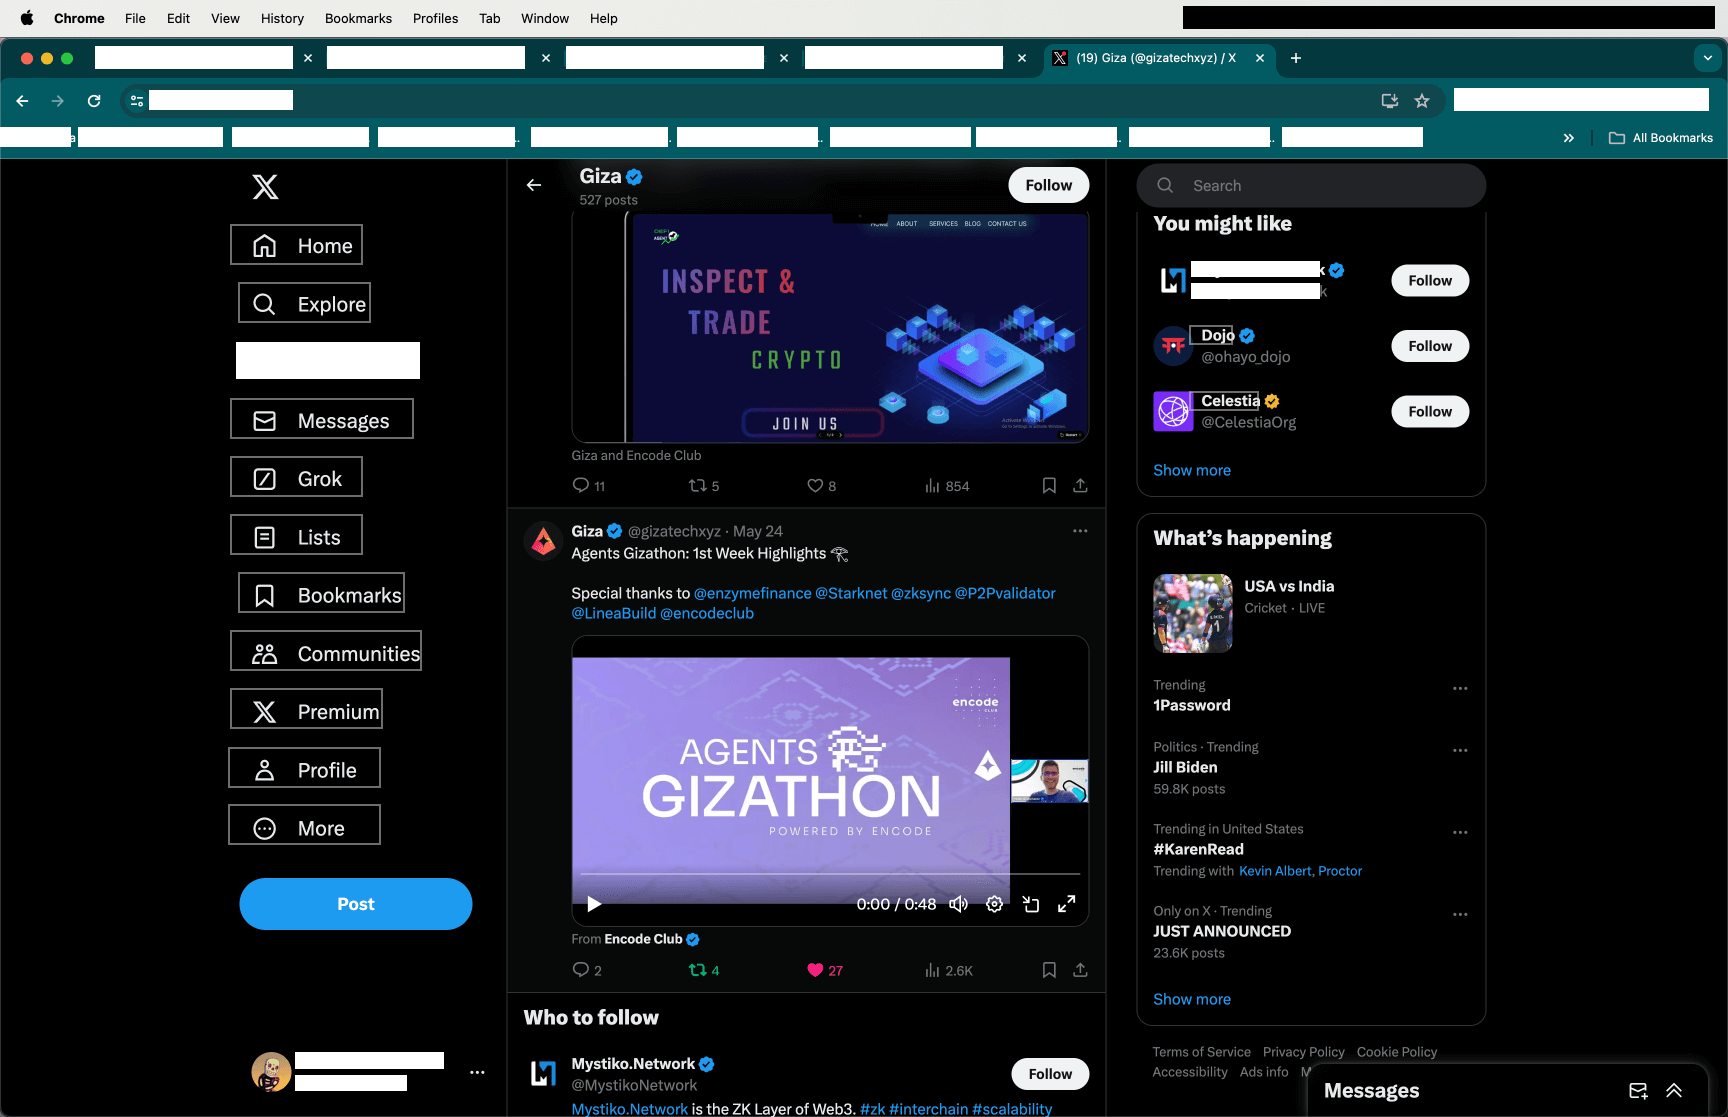 Chrome File Edit View History Bookmarks Profiles Tab Window Help
(19) Giza (@gizatechxyz) / X
All Bookmarks
Home
Explore
Messages
Grok
Lists
Bookmarks
Communities
Premium
Profile
More
Post
Giza
527 posts
Follow
HOME ABOUT SERVICES BLOG CONTACT US
INSPECT &
TRADE
CRYPTO
JOIN US
Giza and Encode Club
11 5 8 854
Giza @gizatechxyz · May 24
Agents Gizathon: 1st Week Highlights
Special thanks to @enzymefinance @Starknet @zksync @P2Pvalidator
@LineaBuild @encodeclub
encode
CLUB
AGENTS
GIZATHON
POWERED BY ENCODE
0:00 / 0:48
From Encode Club
2 4 27 2.6K
Who to follow
Mystiko.Network
@MystikoNetwork
Follow
Mystiko.Network is the ZK Layer of Web3. #zk #interchain #scalability
Search
You might like
Follow
Dojo
@ohayo_dojo
Follow
Celestia
@CelestiaOrg
Follow
Show more
What's happening
USA vs India
Cricket · LIVE
Trending
1Password
Politics · Trending
Jill Biden
59.8K posts
Trending in United States
#KarenRead
Trending with Kevin Albert, Proctor
Only on X · Trending
JUST ANNOUNCED
23.6K posts
Show more
Terms of Service Privacy Policy Cookie Policy
Accessibility Ads info
Messages